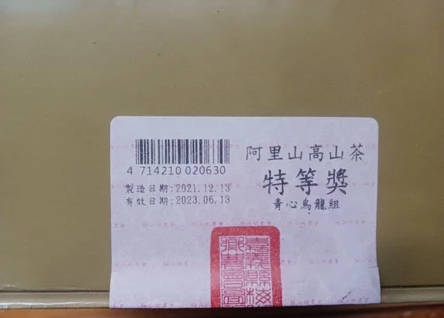 4 714210 020630
製造日期:2021.12.13
有效日期:2023.06.13
阿里山高山茶
特等獎
青心烏龍組